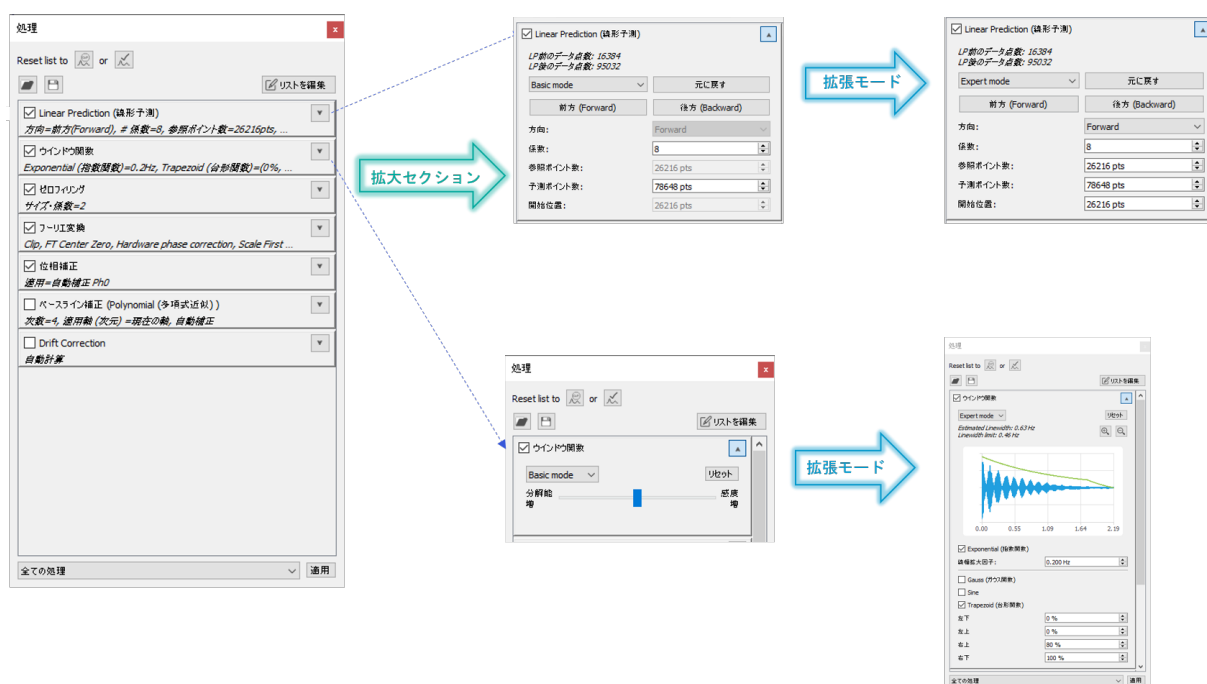 処理
x
Reset list to or
リストを編集
Linear Prediction (線形予測)
方向=前方(Forward), # 係数=8, 参照ポイント数=26216pts, ...
ウインドウ関数
Exponential (指数関数)=0.2Hz, Trapezoid (台形関数)=(0%, ...
ゼロフィリング
サイズ・係数=2
フーリエ変換
Clip, FT Center Zero, Hardware phase correction, Scale First ...
位相補正
適用=自動補正 Ph0
ベースライン補正 (Polynomial (多項式近似) )
次数=4, 適用軸 (次元) =現在の軸, 自動補正
Drift Correction
自動計算
全ての処理 適用
拡大セクション
Linear Prediction (線形予測)
LP前のデータ点数: 16384
LP後のデータ点数: 95032
Basic mode 元に戻す
前方 (Forward) 後方 (Backward)
方向: Forward
係数: 8
参照ポイント数: 26216 pts
予測ポイント数: 78648 pts
開始位置: 26216 pts
拡張モード
Linear Prediction (線形予測)
LP前のデータ点数: 16384
LP後のデータ点数: 95032
Expert mode 元に戻す
前方 (Forward) 後方 (Backward)
方向: Forward
係数: 8
参照ポイント数: 26216 pts
予測ポイント数: 78648 pts
開始位置: 26216 pts
処理
x
Reset list to or
リストを編集
ウインドウ関数
Basic mode リセット
分解能 感度
増 増
拡張モード
処理
Reset list to or
リストを編集
ウインドウ関数
Expert mode リセット
Estimated Linewidth: 0.63 Hz
Linewidth limit: 0.46 Hz
0.00 0.55 1.09 1.64 2.19
Exponential (指数関数)
線幅拡大因子: 0.200 Hz
Gauss (ガウス関数)
Sine
Trapezoid (台形関数)
左下 0 %
左上 0 %
右上 80 %
右下 100 %
全ての処理 適用